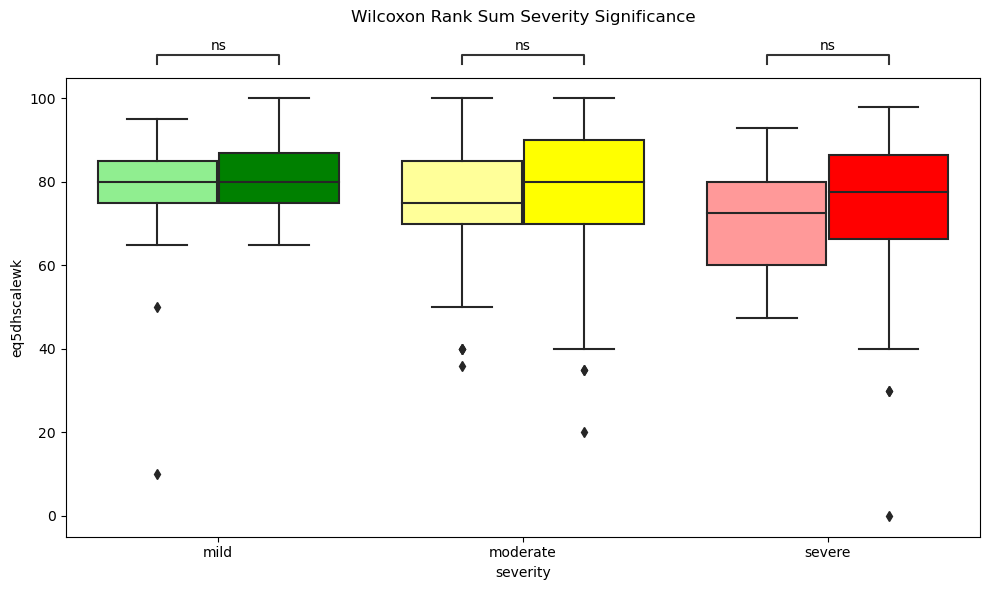 Wilcoxon Rank Sum Severity Significance
ns ns ns
100
80
60
40
20
0
eq5dhscalewk
mild moderate severe
severity